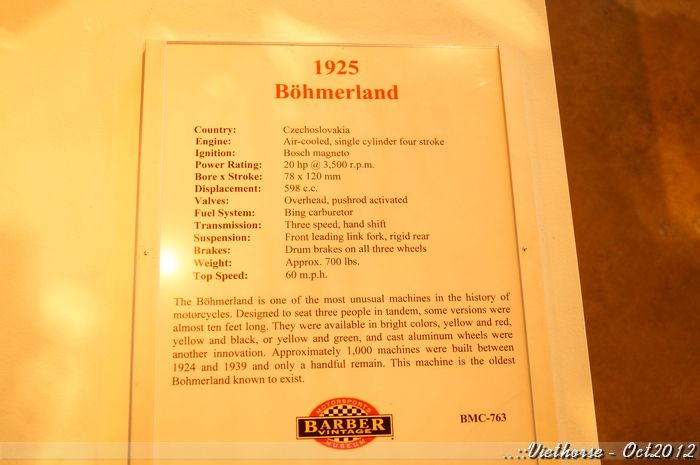 1925
Böhmerland
Country: Czechoslovakia
Engine: Air-cooled, single cylinder four stroke
Ignition: Bosch magneto
Power Rating: 20 hp @ 3,500 r.p.m.
Bore x Stroke: 78 x 120 mm
Displacement: 598 c.c.
Valves: Overhead, pushrod activated
Fuel System: Bing carburetor
Transmission: Three speed, hand shift
Suspension: Front leading link fork, rigid rear
Brakes: Drum brakes on all three wheels
Weight: Approx. 700 lbs.
Top Speed: 60 m.p.h.
The Böhmerland is one of the most unusual machines in the history of
motorcycles. Designed to seat three people in tandem, some versions were
almost ten feet long. They were available in bright colors, yellow and red,
yellow and black, or yellow and green, and cast aluminum wheels were
another innovation. Approximately 1,000 machines were built between
1924 and 1939 and only a handful remain. This machine is the oldest
Bohmerland known to exist.
MOTORSPORTS
BARBER
VINTAGE
MUSEUM
BMC-763
..::Viethorse - Oct2012